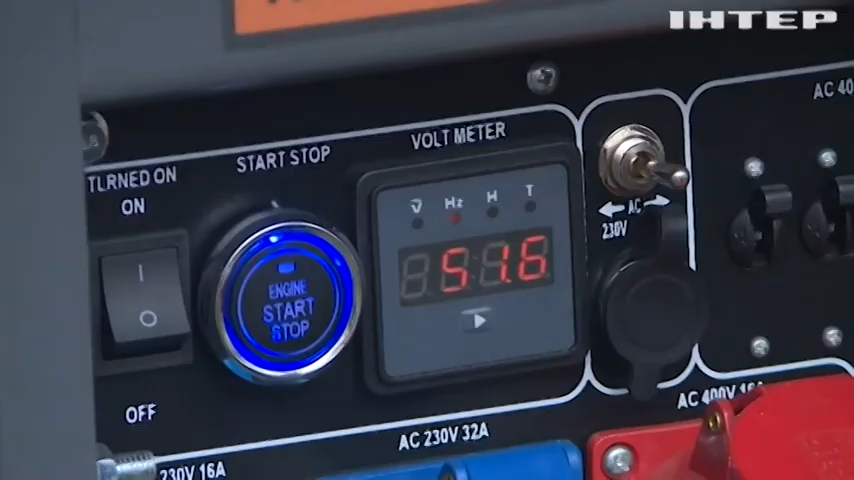 ІНТЕР
AC 40
VOLT METER
START STOP
TLRNED ON
ON
V Hz H T
51.6
ENGINE
START
STOP
AC
230V
OFF
AC 400V 16A
AC 230V 32A
230V 16A